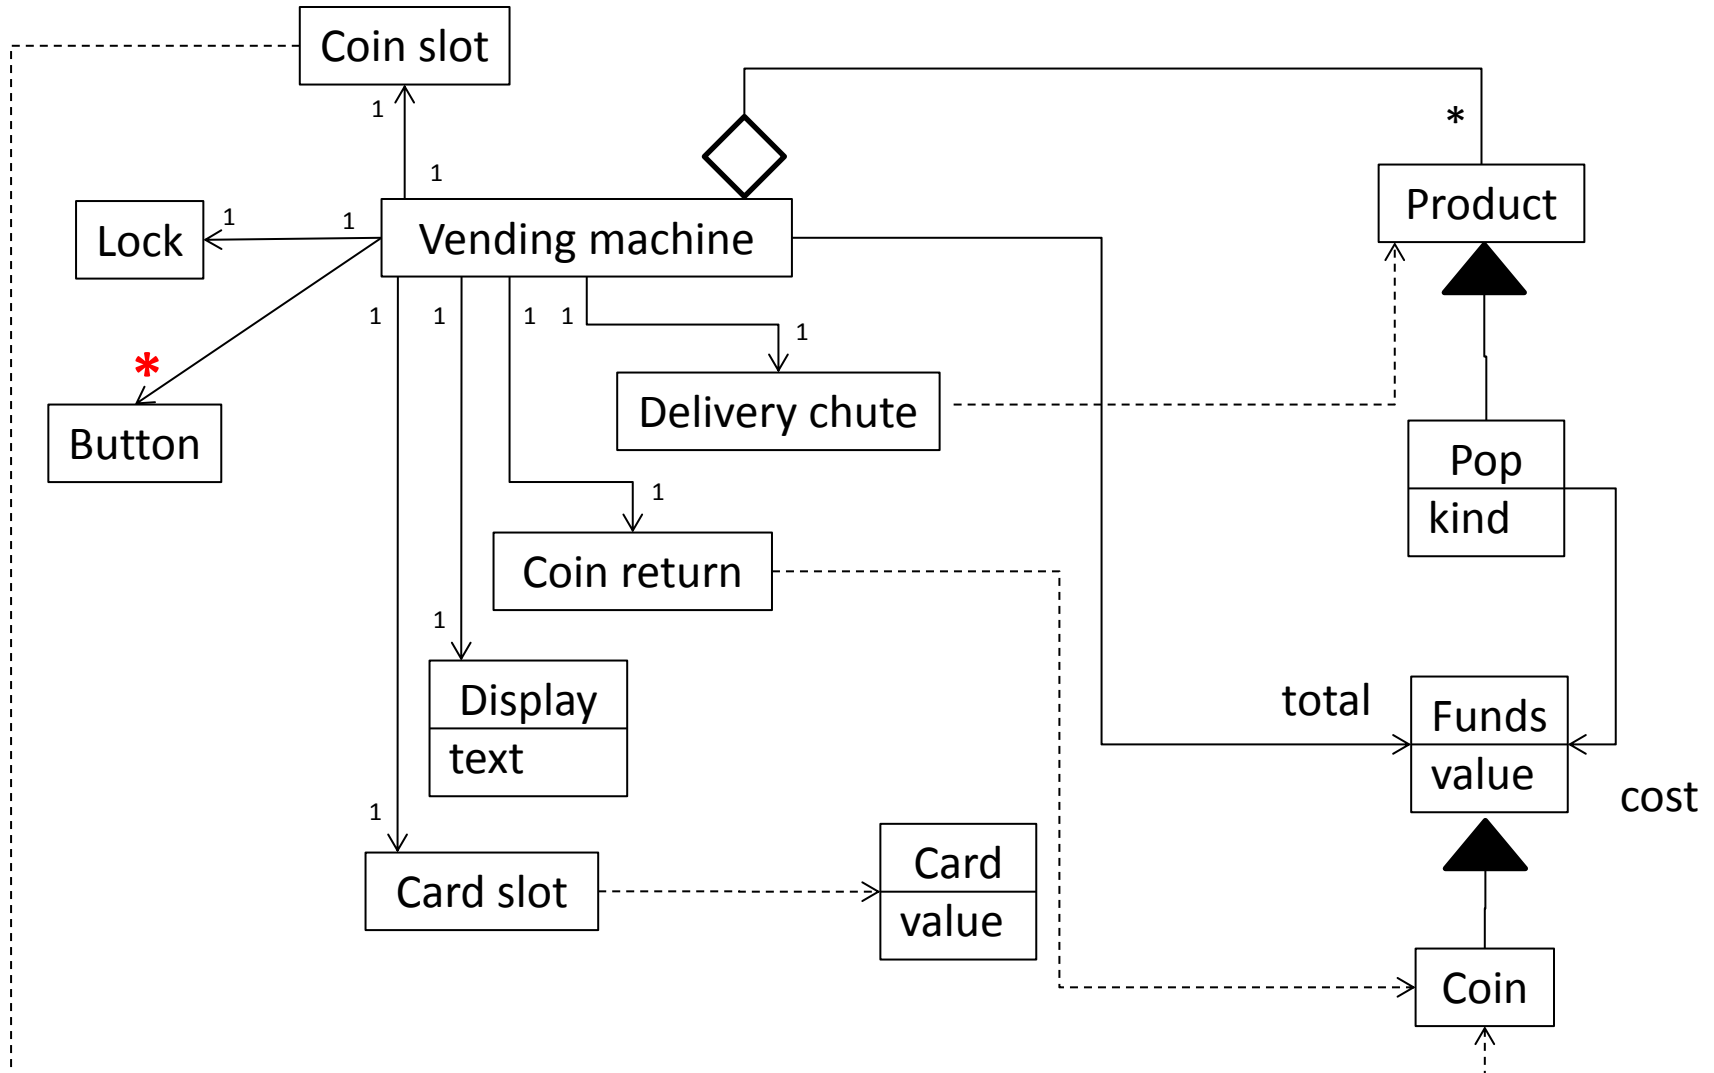 Coin slot
1
*
1
Product
Lock
1
1
Vending machine
1
1
1
1
1
*
Button
Delivery chute
Pop
kind
1
Coin return
1
Display
text
total
Funds
value
cost
1
Card slot
Card
value
Coin